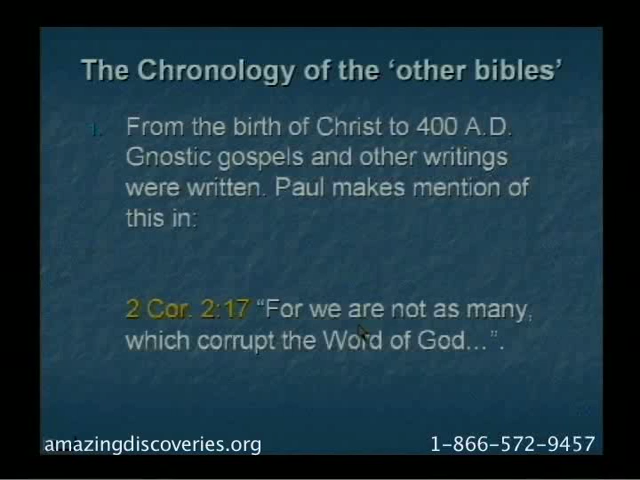 The Chronology of the ‘other bibles’
1. From the birth of Christ to 400 A.D.
Gnostic gospels and other writings
were written. Paul makes mention of
this in:
2 Cor. 2:17 “For we are not as many,
which corrupt the Word of God...”.
amazingdiscoveries.org
1-866-572-9457